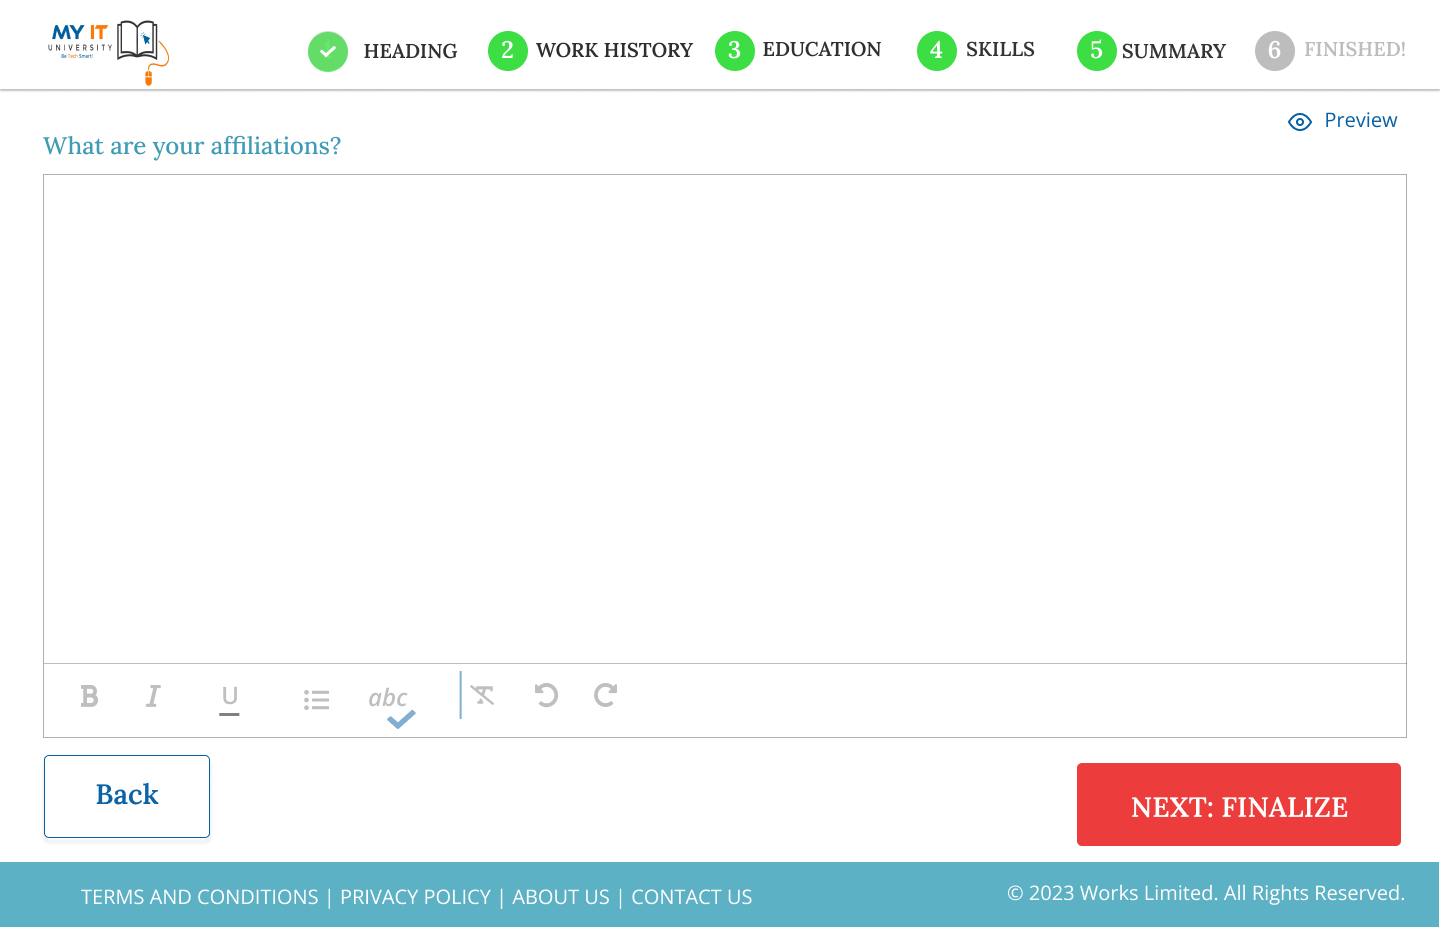 MY IT
UNIVERSITY
Be Tech Smart!
HEADING
2 WORK HISTORY
3 EDUCATION
4 SKILLS
5 SUMMARY
6 FINISHED!
Preview
What are your affiliations?
B I U abc
Back
NEXT: FINALIZE
TERMS AND CONDITIONS | PRIVACY POLICY | ABOUT US | CONTACT US
© 2023 Works Limited. All Rights Reserved.